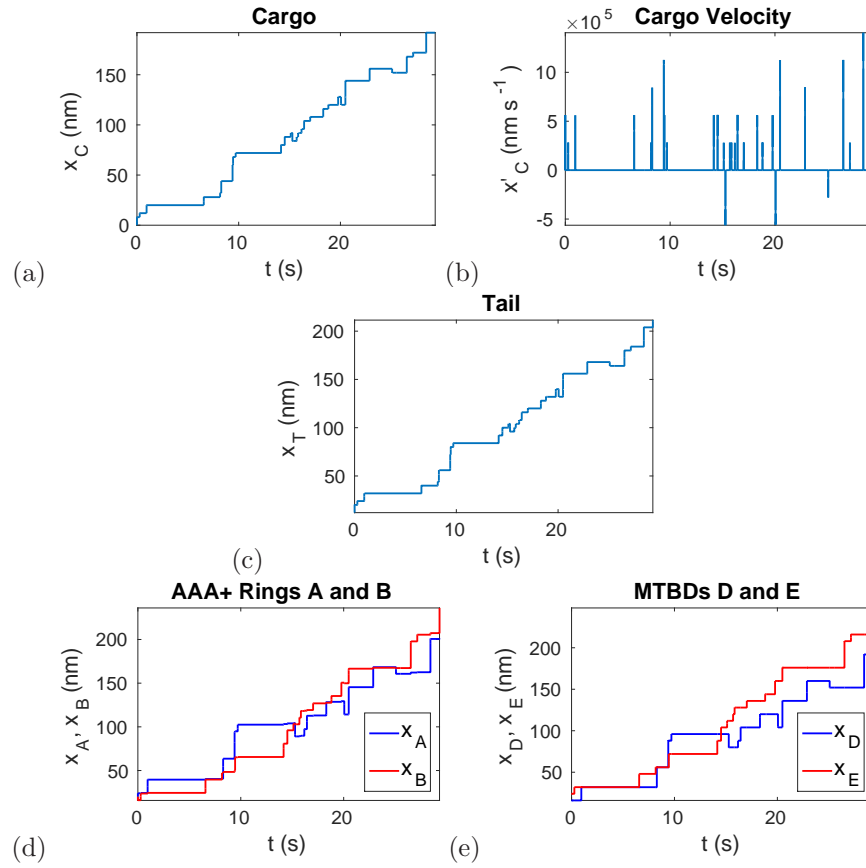 Cargo
150
100
50
0
x_C (nm)
0
10
20
t (s)
(a)
×10^5
Cargo Velocity
10
5
0
-5
x'_C (nm s^-1)
0
10
20
t (s)
(b)
Tail
200
150
100
50
x_T (nm)
0
10
20
t (s)
(c)
AAA+ Rings A and B
200
150
100
50
x_A, x_B (nm)
x_A
x_B
0
10
20
t (s)
(d)
MTBDs D and E
200
150
100
50
x_D, x_E (nm)
x_D
x_E
0
10
20
t (s)
(e)